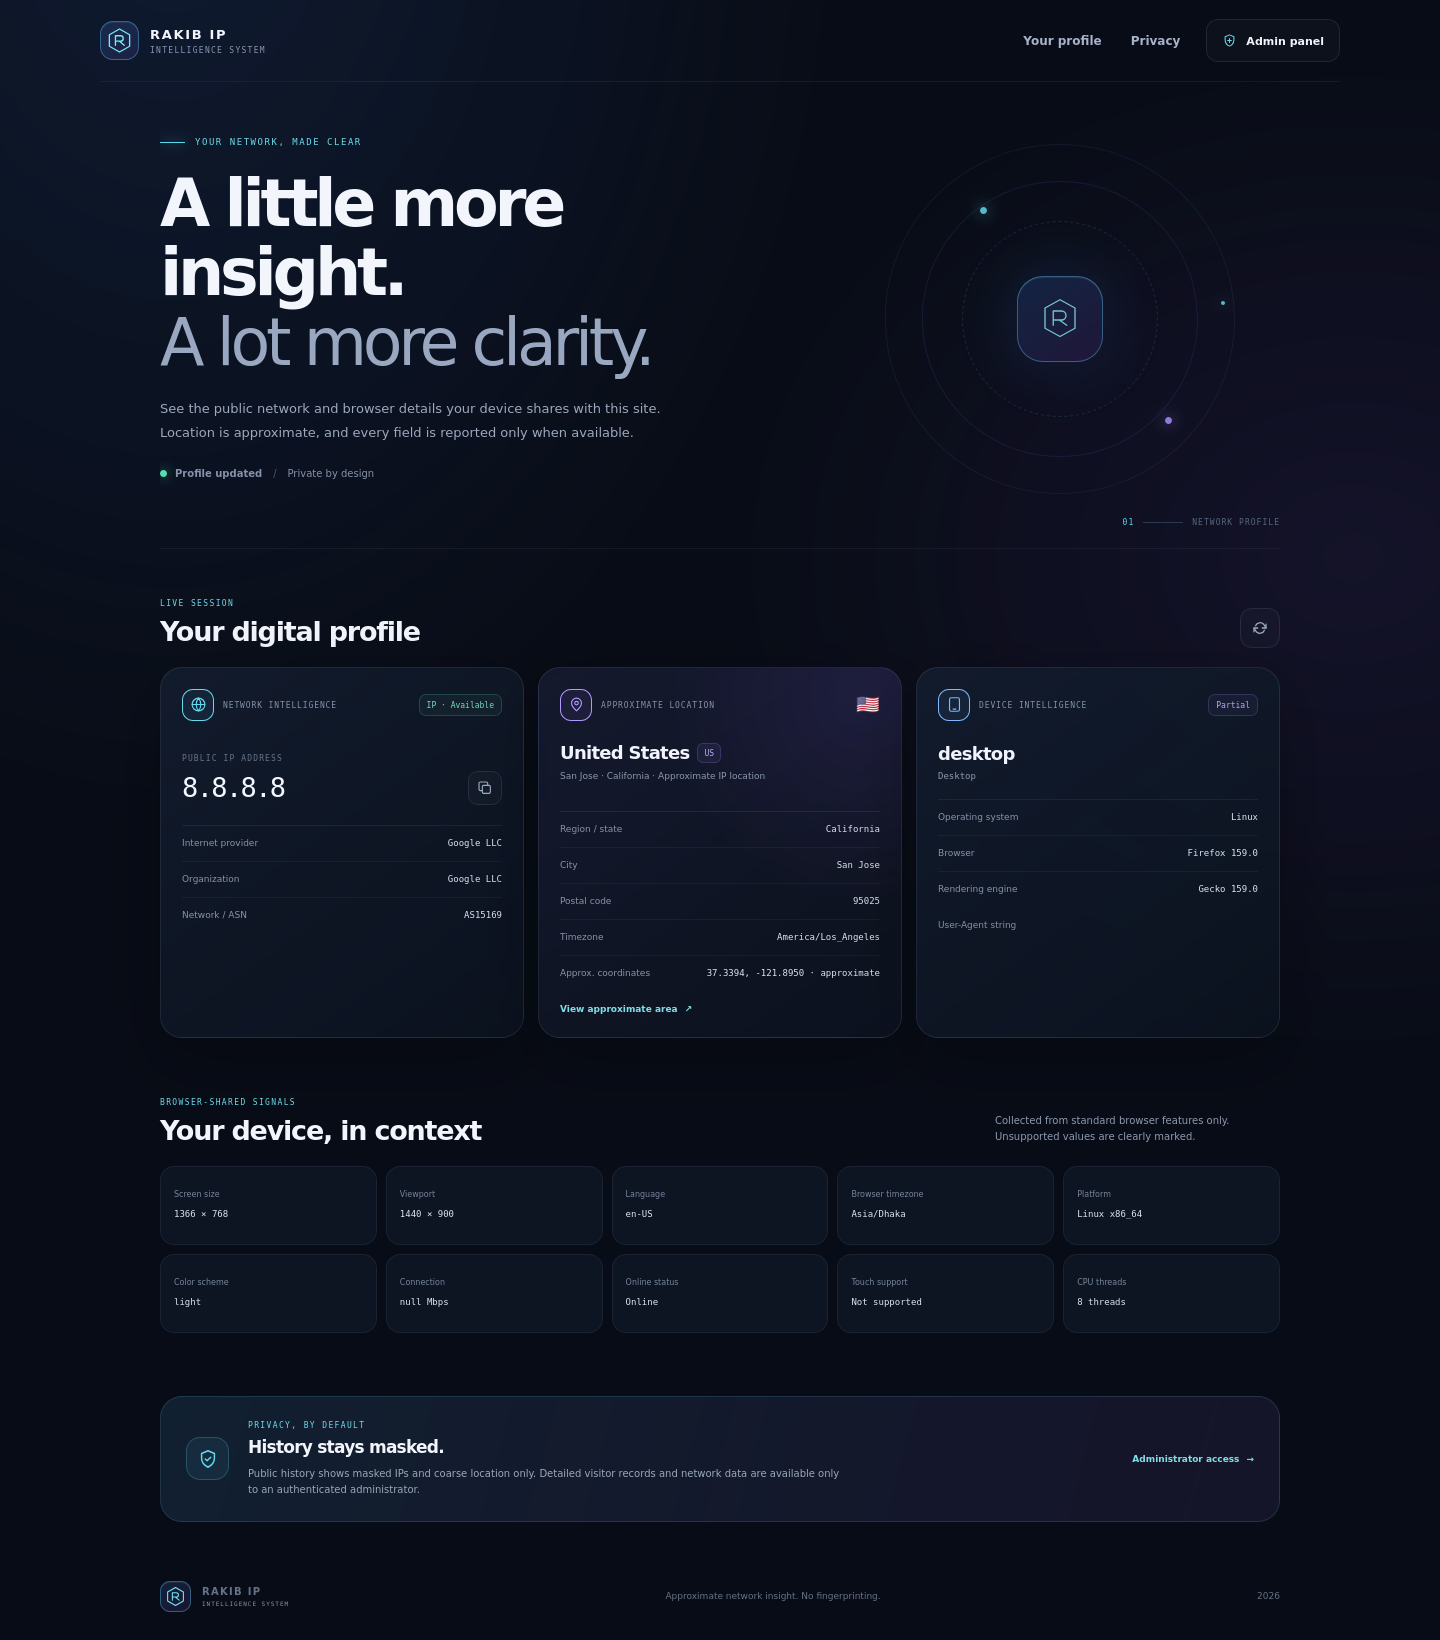 RAKIB IP
INTELLIGENCE SYSTEM
Your profile
Privacy
Admin panel
YOUR NETWORK, MADE CLEAR
A little more
insight.
A lot more clarity.
See the public network and browser details your device shares with this site.
Location is approximate, and every field is reported only when available.
Profile updated / Private by design
01 NETWORK PROFILE
LIVE SESSION
Your digital profile
NETWORK INTELLIGENCE
IP · Available
PUBLIC IP ADDRESS
8.8.8.8
Internet provider Google LLC
Organization Google LLC
Network / ASN AS15169
APPROXIMATE LOCATION
United States US
San Jose · California · Approximate IP location
Region / state California
City San Jose
Postal code 95025
Timezone America/Los_Angeles
Approx. coordinates 37.3394, -121.8950 · approximate
View approximate area ↗
DEVICE INTELLIGENCE
Partial
desktop
Desktop
Operating system Linux
Browser Firefox 159.0
Rendering engine Gecko 159.0
User-Agent string
BROWSER-SHARED SIGNALS
Your device, in context
Collected from standard browser features only.
Unsupported values are clearly marked.
Screen size
1366 × 768
Viewport
1440 × 900
Language
en-US
Browser timezone
Asia/Dhaka
Platform
Linux x86_64
Color scheme
light
Connection
null Mbps
Online status
Online
Touch support
Not supported
CPU threads
8 threads
PRIVACY, BY DEFAULT
History stays masked.
Public history shows masked IPs and coarse location only. Detailed visitor records and network data are available only
to an authenticated administrator.
Administrator access →
RAKIB IP
INTELLIGENCE SYSTEM
Approximate network insight. No fingerprinting.
2026